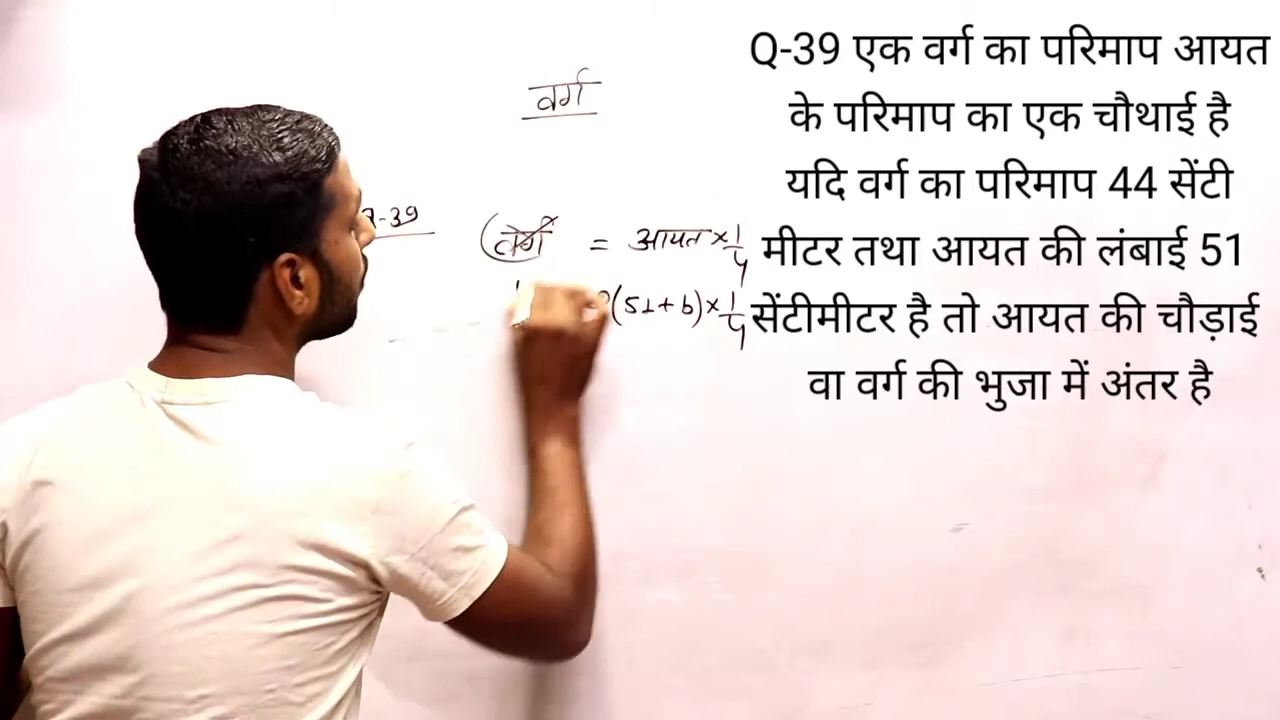 वर्ग
7-39
वर्ग = आयत × 1/4
(51 + b) × 1/4
Q-39 एक वर्ग का परिमाप आयत
के परिमाप का एक चौथाई है
यदि वर्ग का परिमाप 44 सेंटी
मीटर तथा आयत की लंबाई 51
सेंटीमीटर है तो आयत की चौड़ाई
वा वर्ग की भुजा में अंतर है